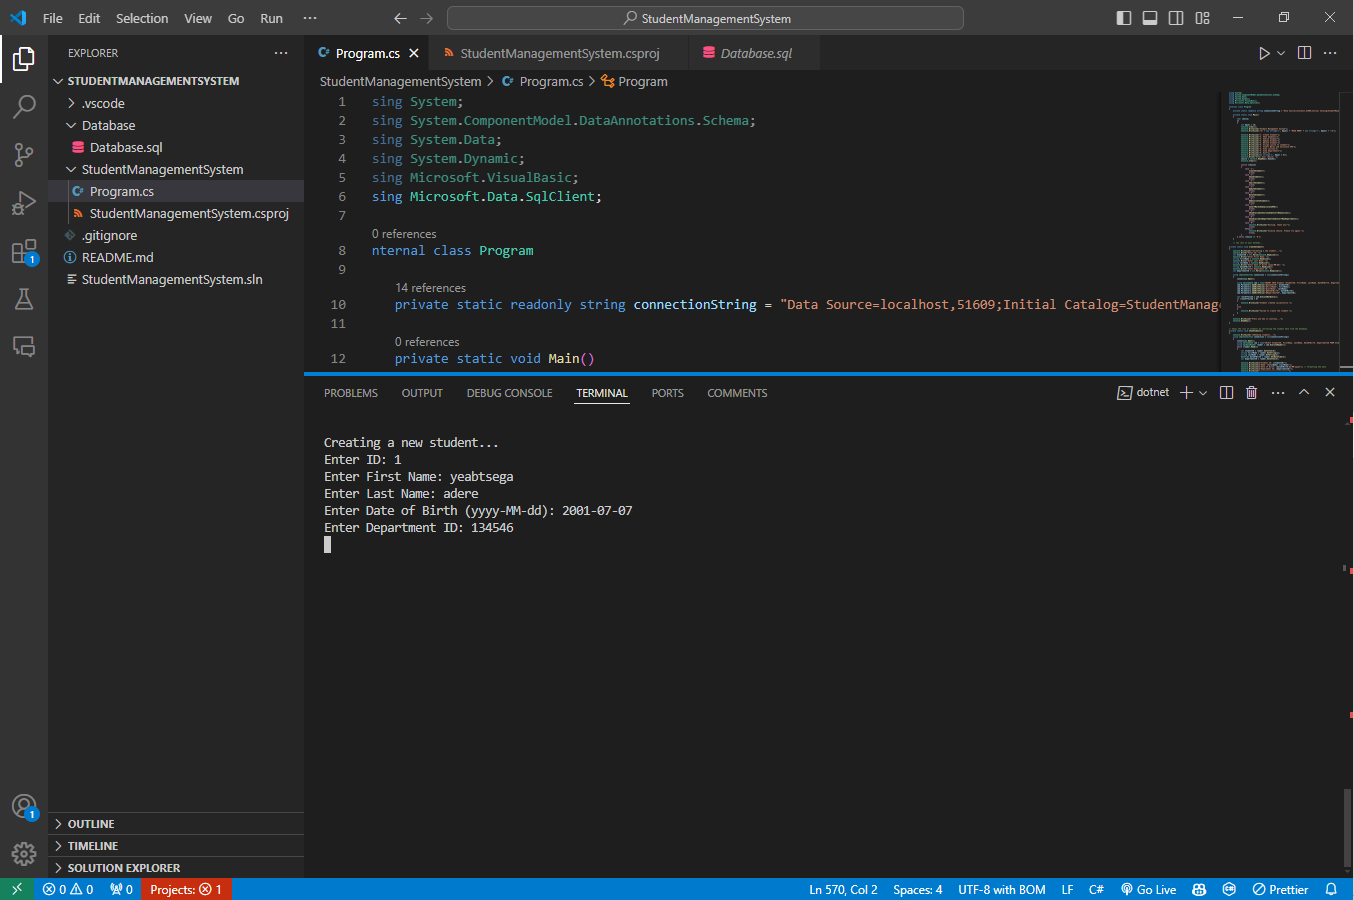 File Edit Selection View Go Run ··· StudentManagementSystem
EXPLORER ···
STUDENTMANAGEMENTSYSTEM
.vscode
Database
Database.sql
StudentManagementSystem
Program.cs
StudentManagementSystem.csproj
.gitignore
README.md
StudentManagementSystem.sln
OUTLINE
TIMELINE
SOLUTION EXPLORER
1
1
Program.cs StudentManagementSystem.csproj Database.sql
StudentManagementSystem > Program.cs > Program
1 sing System;
2 sing System.ComponentModel.DataAnnotations.Schema;
3 sing System.Data;
4 sing System.Dynamic;
5 sing Microsoft.VisualBasic;
6 sing Microsoft.Data.SqlClient;
7
0 references
8 nternal class Program
9
14 references
10 private static readonly string connectionString = "Data Source=localhost,51609;Initial Catalog=StudentManage
11
0 references
12 private static void Main()
PROBLEMS OUTPUT DEBUG CONSOLE TERMINAL PORTS COMMENTS dotnet
Creating a new student...
Enter ID: 1
Enter First Name: yeabtsega
Enter Last Name: adere
Enter Date of Birth (yyyy-MM-dd): 2001-07-07
Enter Department ID: 134546
0 0 0 Projects: 1 Ln 570, Col 2 Spaces: 4 UTF-8 with BOM LF C# Go Live Prettier